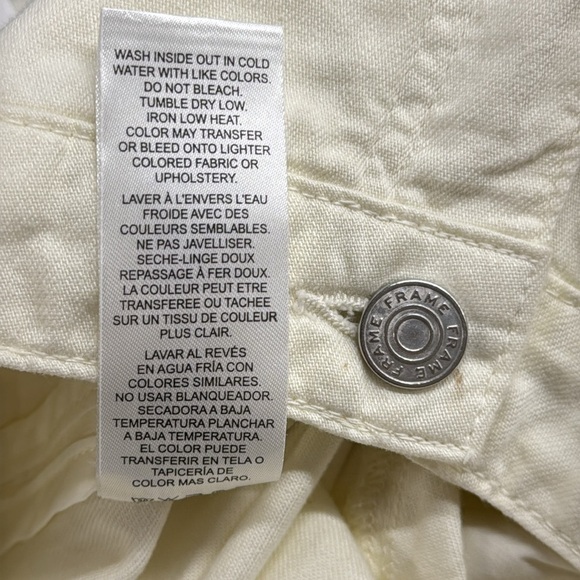 WASH INSIDE OUT IN COLD
WATER WITH LIKE COLORS.
DO NOT BLEACH.
TUMBLE DRY LOW.
IRON LOW HEAT.
COLOR MAY TRANSFER
OR BLEED ONTO LIGHTER
COLORED FABRIC OR
UPHOLSTERY.
LAVER À L'ENVERS L'EAU
FROIDE AVEC DES
COULEURS SEMBLABLES.
NE PAS JAVELLISER.
SECHE-LINGE DOUX
REPASSAGE À FER DOUX.
LA COULEUR PEUT ETRE
TRANSFEREE OU TACHEE
SUR UN TISSU DE COULEUR
PLUS CLAIR.
LAVAR AL REVÉS
EN AGUA FRÍA CON
COLORES SIMILARES.
NO USAR BLANQUEADOR.
SECADORA A BAJA
TEMPERATURA PLANCHAR
A BAJA TEMPERATURA.
EL COLOR PUEDE
TRANSFERIR EN TELA O
TAPICERÍA DE
COLOR MAS CLARO.
FRAME FRAME FRAME